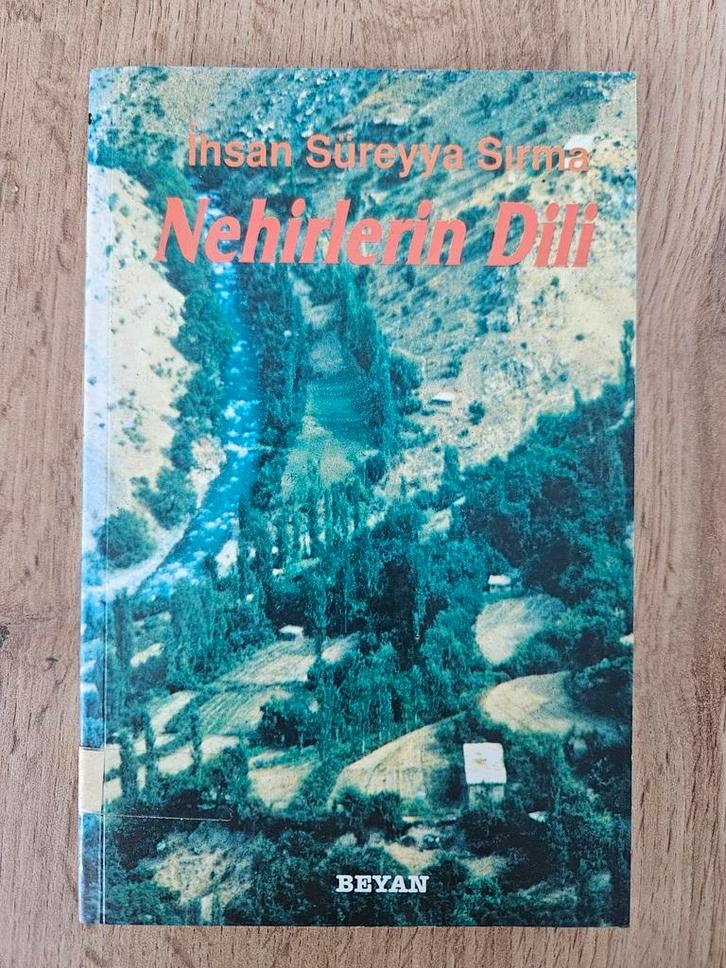 İhsan Süreyya Sırma
Nehirlerin Dili
BEYAN